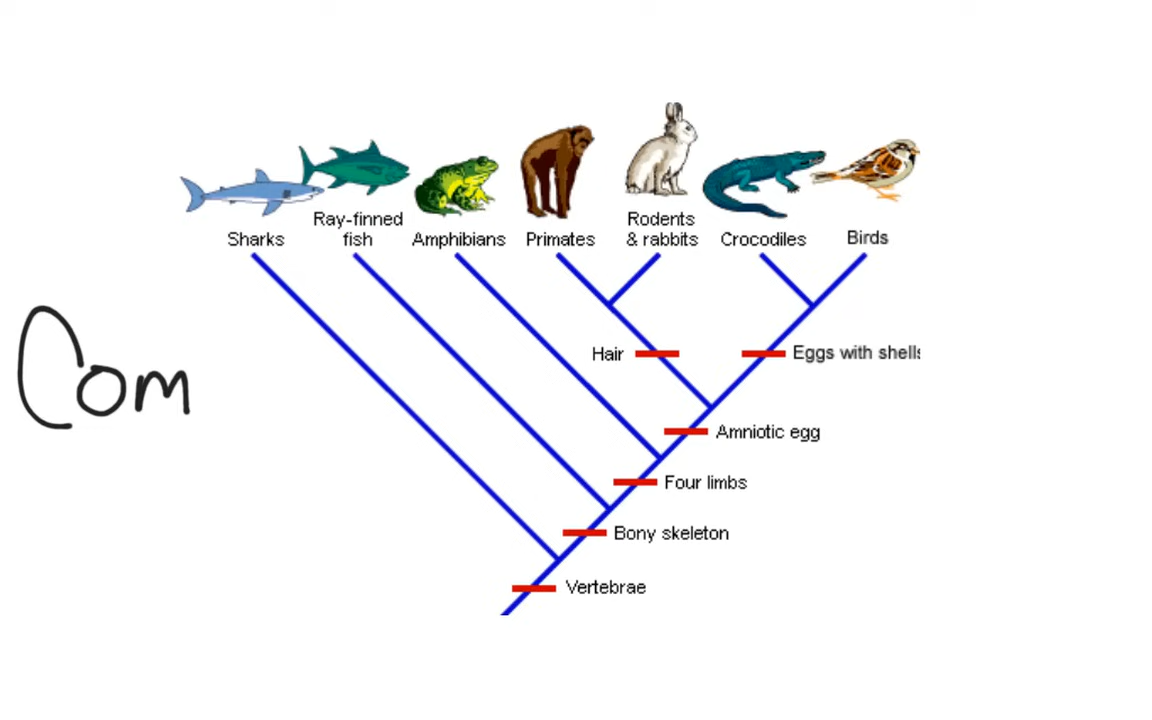 Ray-finned
fish
Rodents
& rabbits
Sharks
Amphibians
Primates
Crocodiles
Birds
Com
Hair
Eggs with shells
Amniotic egg
Four limbs
Bony skeleton
Vertebrae